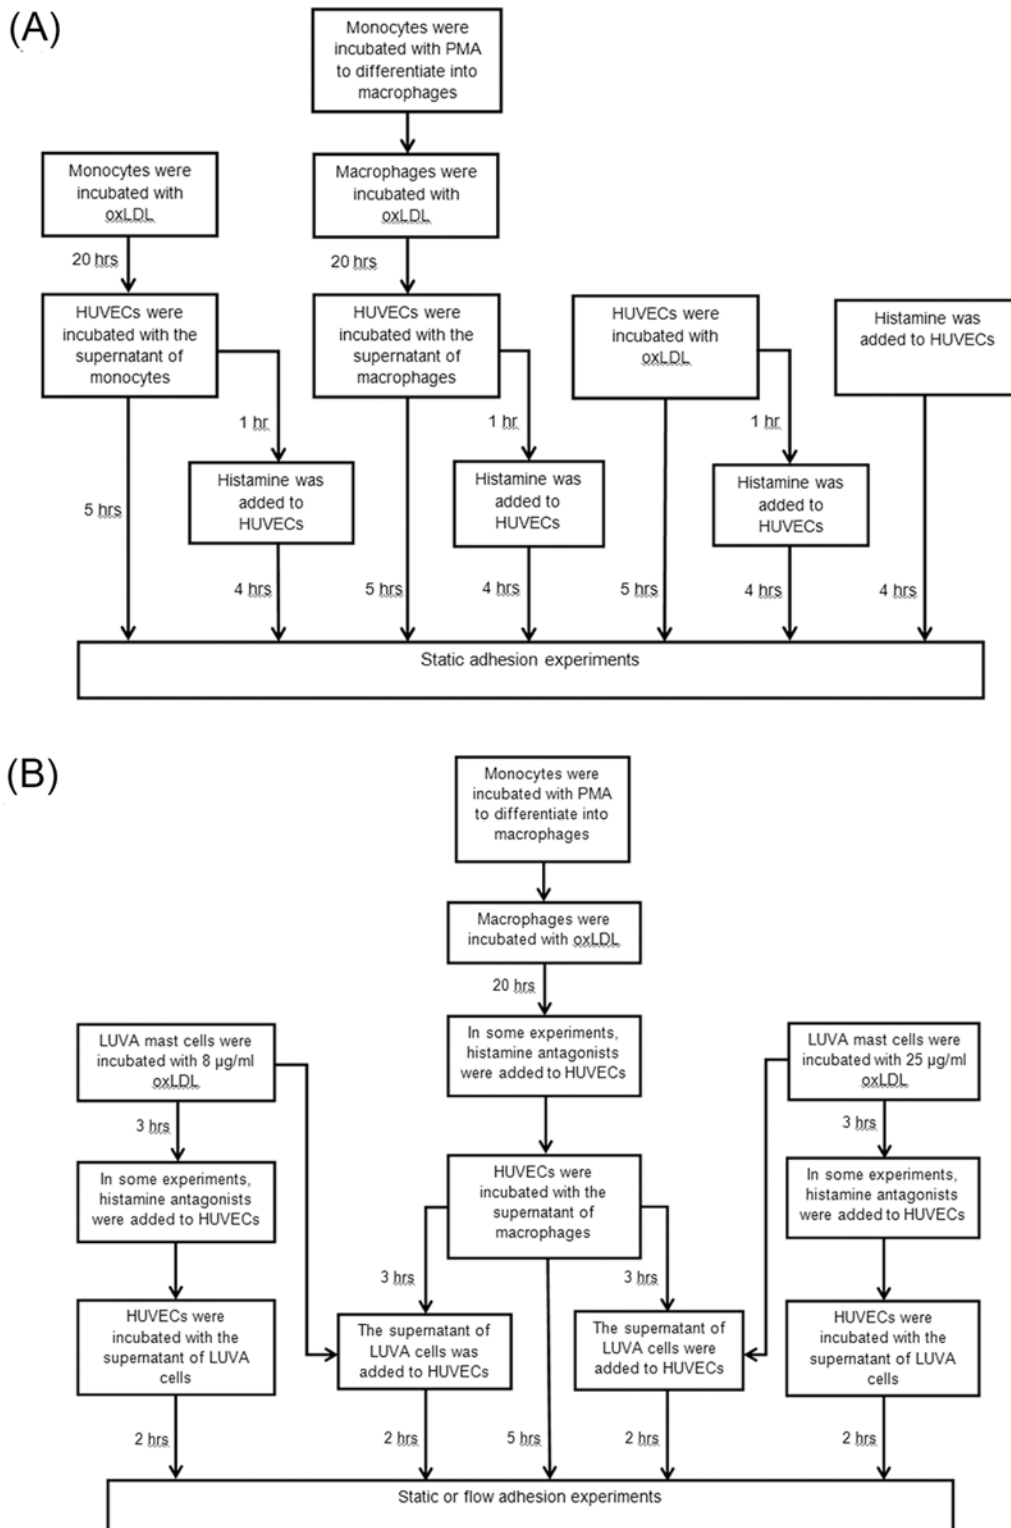 (A)
Monocytes were
incubated with PMA
to differentiate into
macrophages
Monocytes were
incubated with
oxLDL
Macrophages were
incubated with
oxLDL
20 hrs
20 hrs
HUVECs were
incubated with the
supernatant of
monocytes
HUVECs were
incubated with the
supernatant of
macrophages
HUVECs were
incubated with
oxLDL
Histamine was
added to HUVECs
1 hr
1 hr
1 hr
Histamine was
added to
HUVECs
Histamine was
added to
HUVECs
Histamine was
added to
HUVECs
5 hrs
4 hrs
5 hrs
4 hrs
5 hrs
4 hrs
4 hrs
Static adhesion experiments
(B)
Monocytes were
incubated with PMA
to differentiate into
macrophages
Macrophages were
incubated with oxLDL
20 hrs
LUVA mast cells were
incubated with 8 µg/ml
oxLDL
In some experiments,
histamine antagonists
were added to HUVECs
LUVA mast cells were
incubated with 25 µg/ml
oxLDL
3 hrs
3 hrs
In some experiments,
histamine antagonists
were added to HUVECs
HUVECs were
incubated with the
supernatant of
macrophages
In some experiments,
histamine antagonists
were added to HUVECs
3 hrs
3 hrs
HUVECs were
incubated with the
supernatant of LUVA
cells
The supernatant of
LUVA cells was
added to HUVECs
The supernatant of
LUVA cells were
added to HUVECs
HUVECs were
incubated with the
supernatant of LUVA
cells
2 hrs
2 hrs
5 hrs
2 hrs
2 hrs
Static or flow adhesion experiments